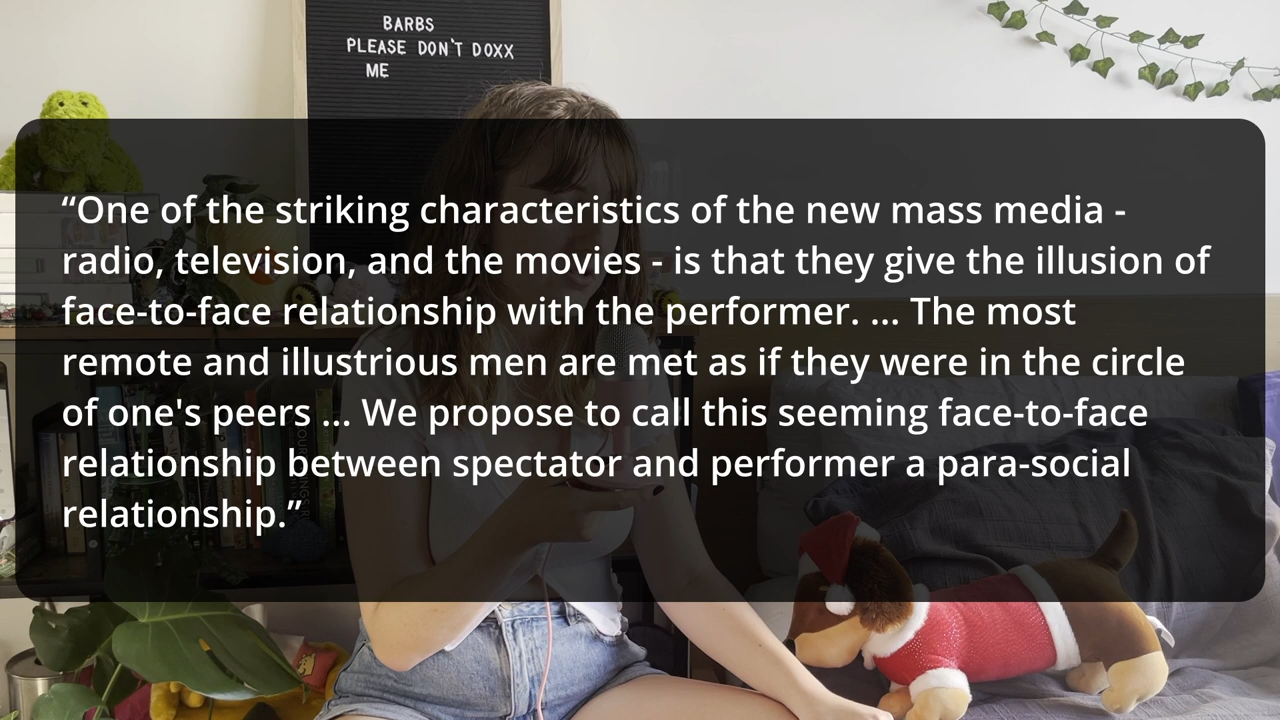 BARBS
PLEASE DON'T DOXX
ME
“One of the striking characteristics of the new mass media -
radio, television, and the movies - is that they give the illusion of
face-to-face relationship with the performer. ... The most
remote and illustrious men are met as if they were in the circle
of one's peers ... We propose to call this seeming face-to-face
relationship between spectator and performer a para-social
relationship.”